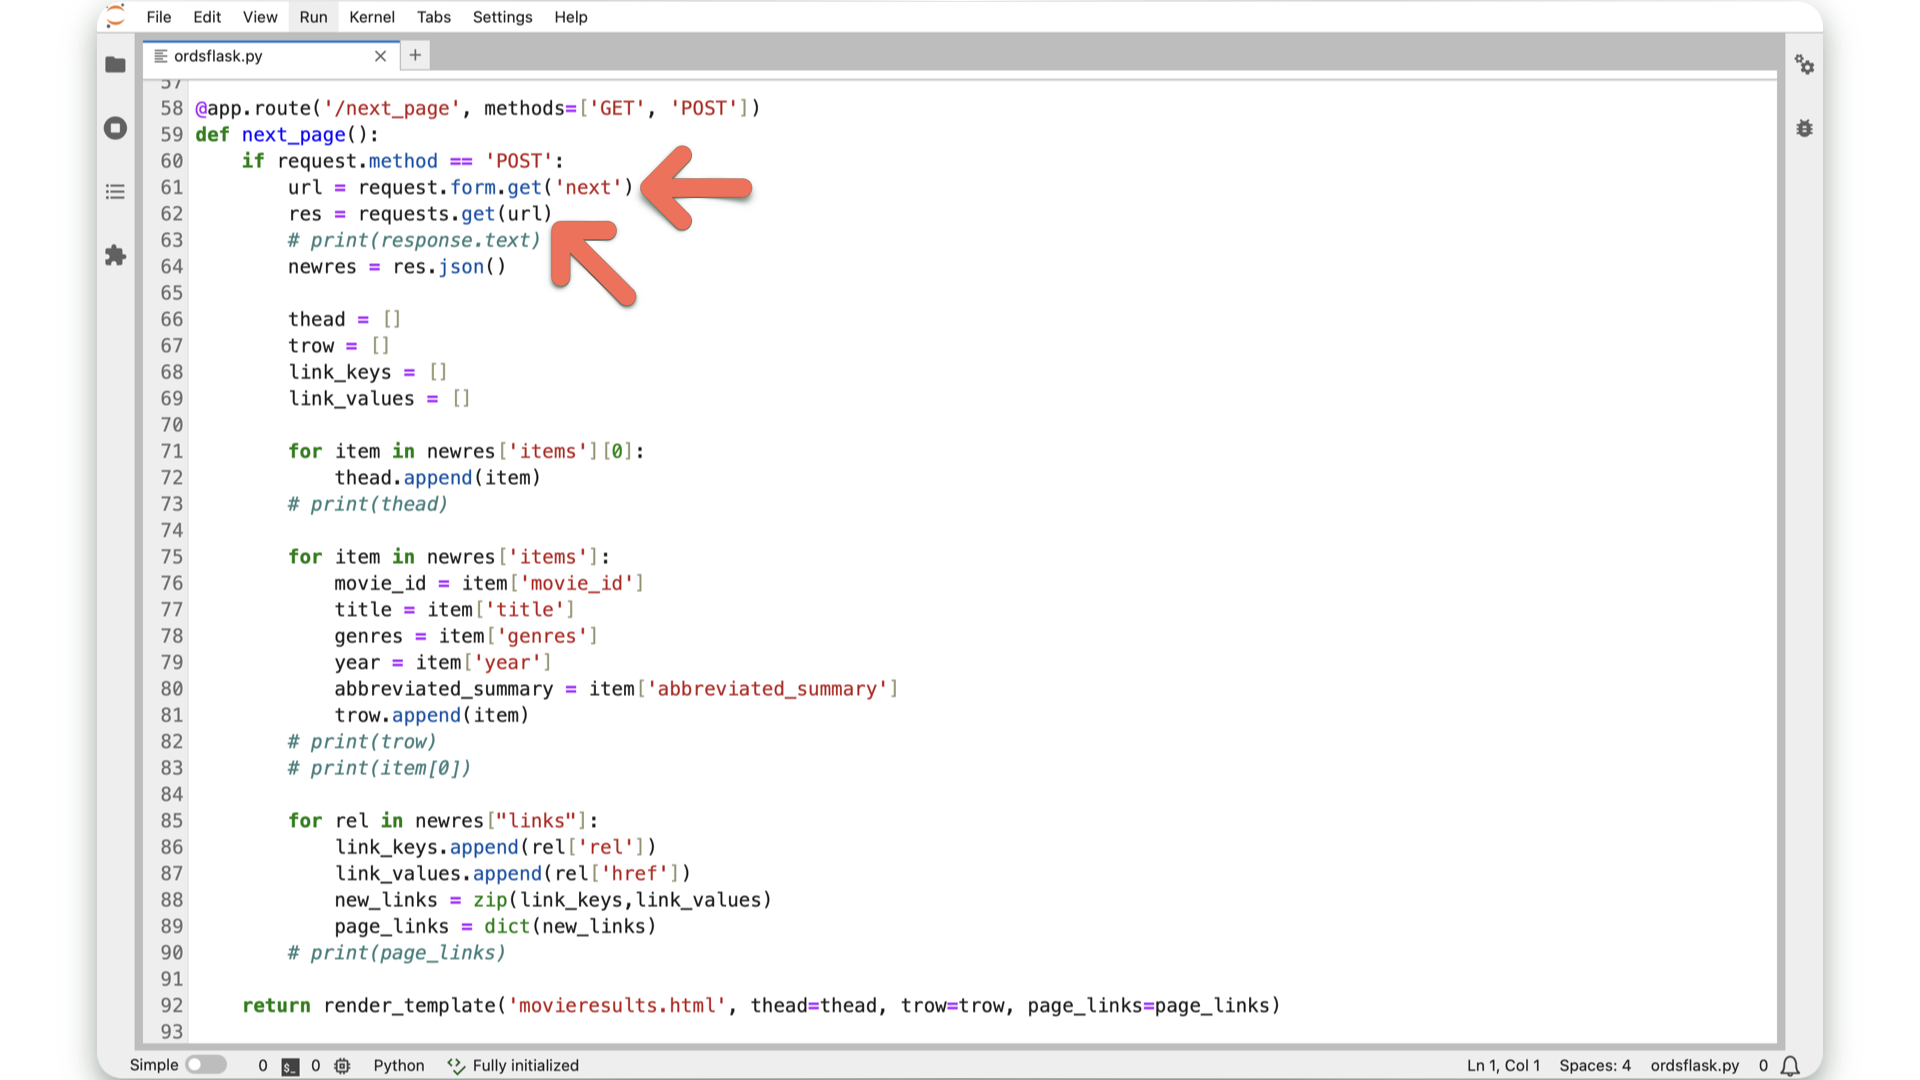 File Edit View Run Kernel Tabs Settings Help
ordsflask.py
57
58 @app.route('/next_page', methods=['GET', 'POST'])
59 def next_page():
60     if request.method == 'POST':
61         url = request.form.get('next')
62         res = requests.get(url)
63         # print(response.text)
64         newres = res.json()
65
66         thead = []
67         trow = []
68         link_keys = []
69         link_values = []
70
71         for item in newres['items'][0]:
72             thead.append(item)
73         # print(thead)
74
75         for item in newres['items']:
76             movie_id = item['movie_id']
77             title = item['title']
78             genres = item['genres']
79             year = item['year']
80             abbreviated_summary = item['abbreviated_summary']
81             trow.append(item)
82         # print(trow)
83         # print(item[0])
84
85         for rel in newres["links"]:
86             link_keys.append(rel['rel'])
87             link_values.append(rel['href'])
88             new_links = zip(link_keys,link_values)
89             page_links = dict(new_links)
90         # print(page_links)
91
92     return render_template('movieresults.html', thead=thead, trow=trow, page_links=page_links)
93
Simple 0 $_ 0 Python Fully initialized Ln 1, Col 1 Spaces: 4 ordsflask.py 0